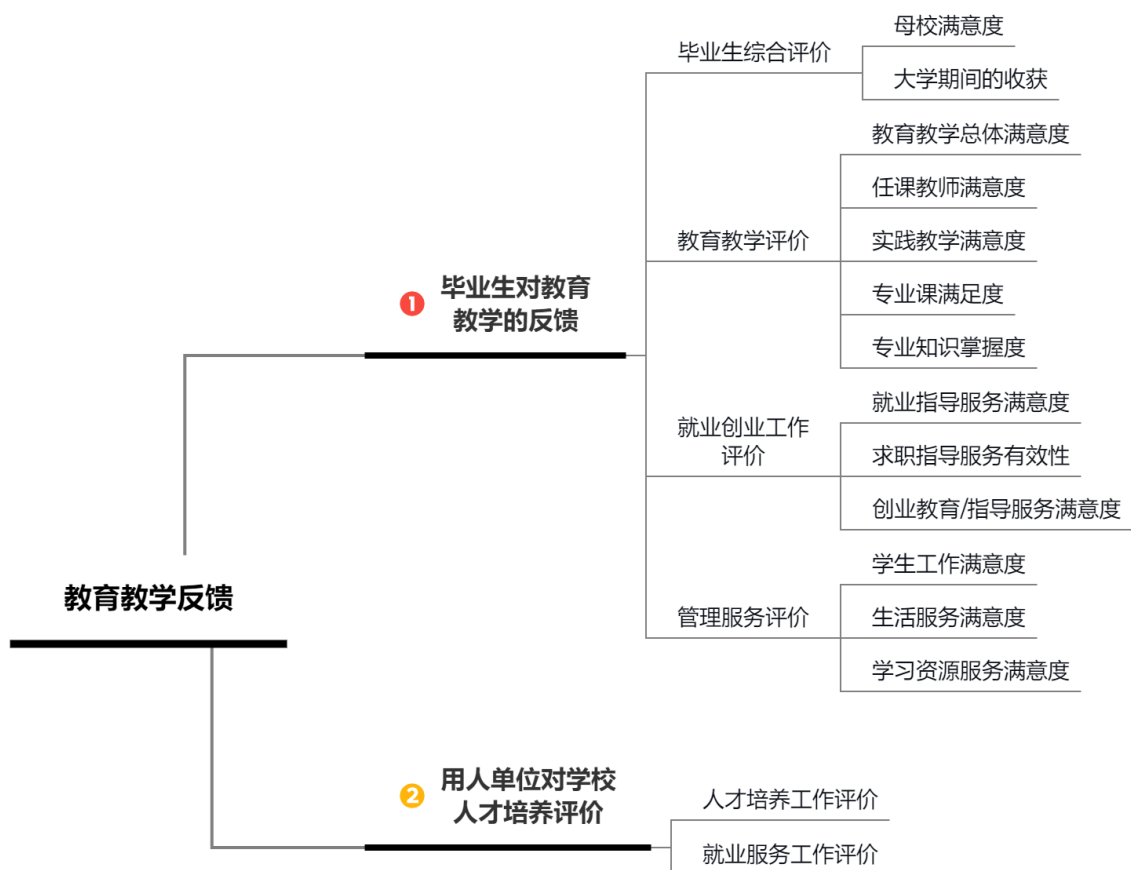 教育教学反馈
1
毕业生对教育
教学的反馈
毕业生综合评价
母校满意度
大学期间的收获
教育教学评价
教育教学总体满意度
任课教师满意度
实践教学满意度
专业课满足度
专业知识掌握度
就业创业工作
评价
就业指导服务满意度
求职指导服务有效性
创业教育/指导服务满意度
管理服务评价
学生工作满意度
生活服务满意度
学习资源服务满意度
2
用人单位对学校
人才培养评价
人才培养工作评价
就业服务工作评价